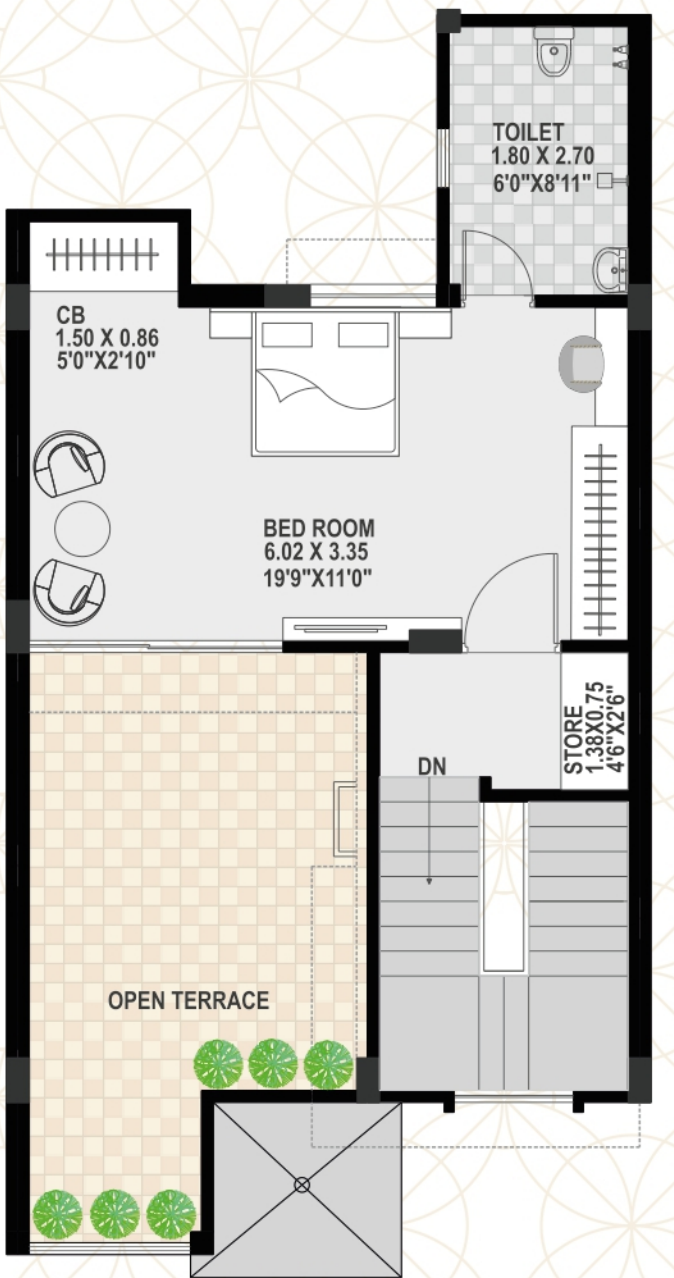 TOILET
1.80 X 2.70
6'0"X8'11"
CB
1.50 X 0.86
5'0"X2'10"
BED ROOM
6.02 X 3.35
19'9"X11'0"
STORE
1.38X0.75
4'6"X2'6"
DN
OPEN TERRACE